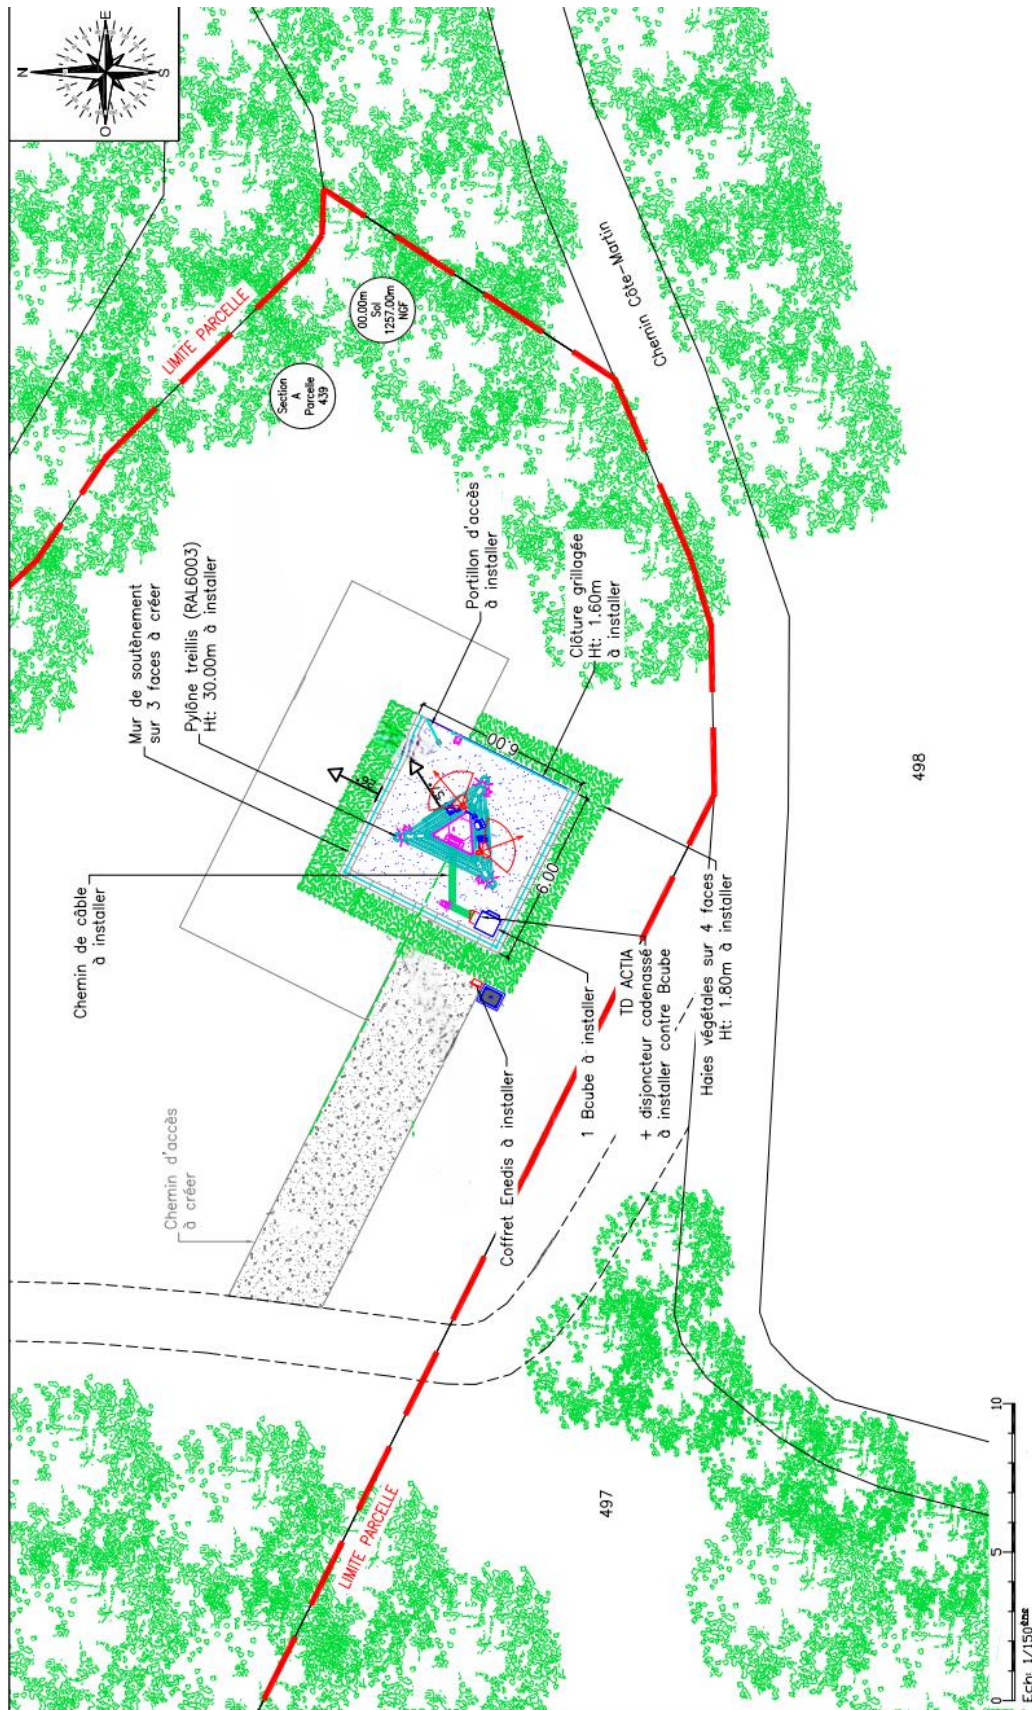 N
E
S
O
LIMITE PARCELLE
Section
A
Parcelle
439
00.00m
Sol
1257.00m
NGF
Chemin Côte-Martin
Mur de soutènement
sur 3 faces à créer
Pylône treillis (RAL6003)
Ht: 30.00m à installer
Portillon d'accès
à installer
Clôture grillagée
Ht: 1.60m
à installer
6.00
6.00
498
Chemin de câble
à installer
Chemin d'accès
à créer
Coffret Enedis à installer
1 Bcube à installer
TD ACTIA
+ disjoncteur cadenassé
à installer contre Bcube
Haies végétales sur 4 faces
Ht: 1.80m à installer
LIMITE PARCELLE
497
0
5
10
Ech: 1/150ème